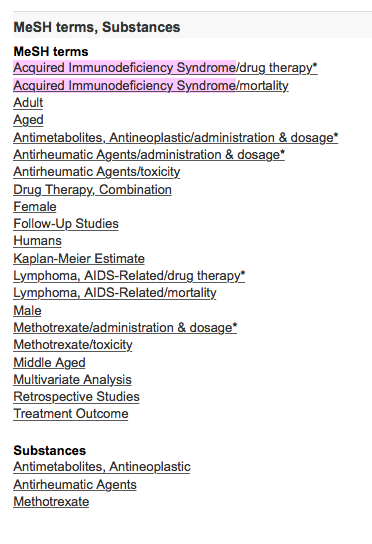 MeSH terms, Substances
MeSH terms
Acquired Immunodeficiency Syndrome/drug therapy*
Acquired Immunodeficiency Syndrome/mortality
Adult
Aged
Antimetabolites, Antineoplastic/administration & dosage*
Antirheumatic Agents/administration & dosage*
Antirheumatic Agents/toxicity
Drug Therapy, Combination
Female
Follow-Up Studies
Humans
Kaplan-Meier Estimate
Lymphoma, AIDS-Related/drug therapy*
Lymphoma, AIDS-Related/mortality
Male
Methotrexate/administration & dosage*
Methotrexate/toxicity
Middle Aged
Multivariate Analysis
Retrospective Studies
Treatment Outcome
Substances
Antimetabolites, Antineoplastic
Antirheumatic Agents
Methotrexate